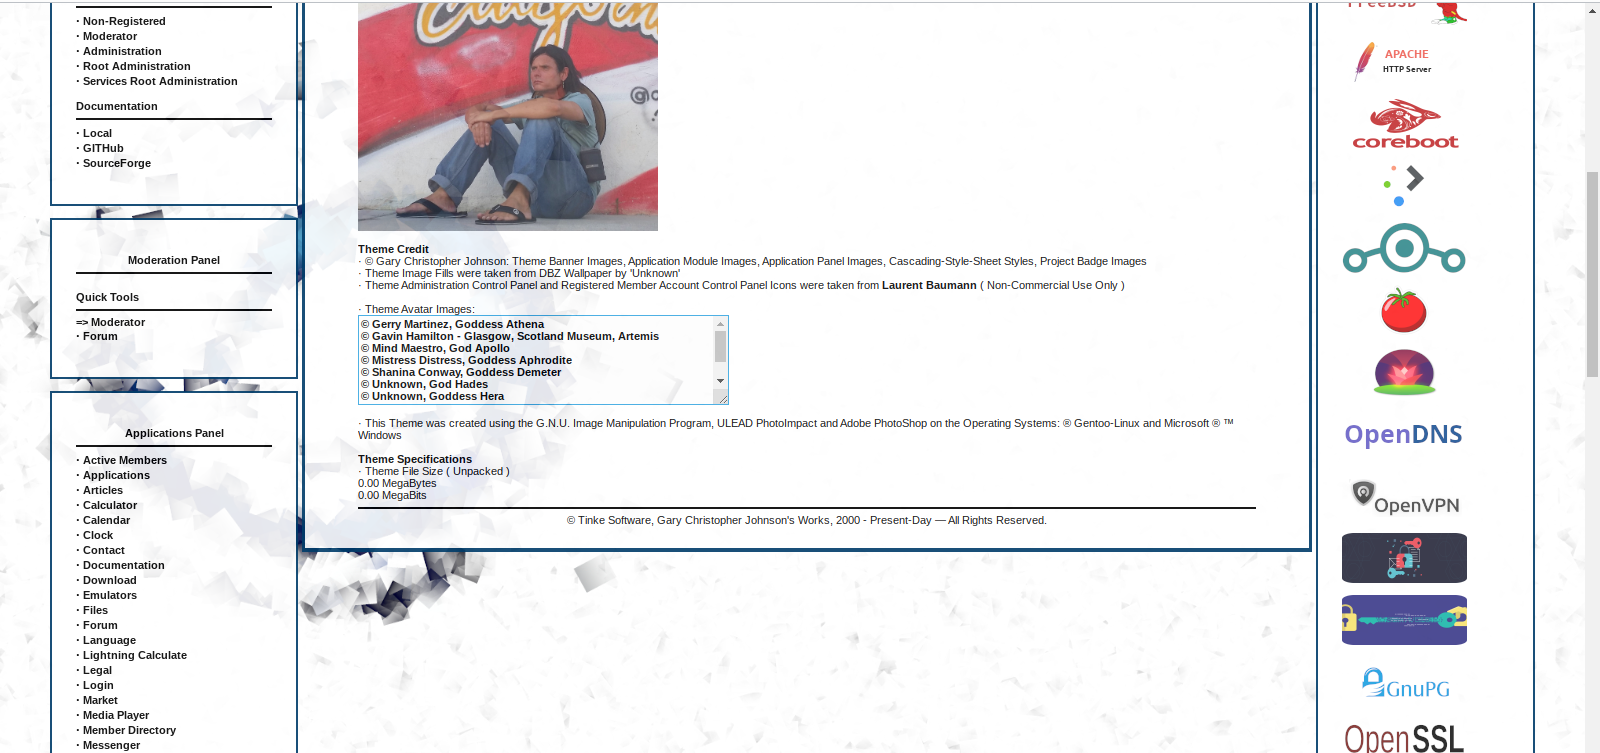 · Non-Registered
· Moderator
· Administration
· Root Administration
· Services Root Administration
Documentation
· Local
· GITHub
· SourceForge
Moderation Panel
Quick Tools
=> Moderator
· Forum
Applications Panel
· Active Members
· Applications
· Articles
· Calculator
· Calendar
· Clock
· Contact
· Documentation
· Download
· Emulators
· Files
· Forum
· Language
· Lightning Calculate
· Legal
· Login
· Market
· Media Player
· Member Directory
· Messenger
Theme Credit
· © Gary Christopher Johnson: Theme Banner Images, Application Module Images, Application Panel Images, Cascading-Style-Sheet Styles, Project Badge Images
· Theme Image Fills were taken from DBZ Wallpaper by 'Unknown'
· Theme Administration Control Panel and Registered Member Account Control Panel Icons were taken from Laurent Baumann ( Non-Commercial Use Only )
· Theme Avatar Images:
© Gerry Martinez, Goddess Athena
© Gavin Hamilton - Glasgow, Scotland Museum, Artemis
© Mind Maestro, God Apollo
© Mistress Distress, Goddess Aphrodite
© Shanina Conway, Goddess Demeter
© Unknown, God Hades
© Unknown, Goddess Hera
· This Theme was created using the G.N.U. Image Manipulation Program, ULEAD PhotoImpact and Adobe PhotoShop on the Operating Systems: ® Gentoo-Linux and Microsoft ® ™
Windows
Theme Specifications
· Theme File Size ( Unpacked )
0.00 MegaBytes
0.00 MegaBits
© Tinke Software, Gary Christopher Johnson's Works, 2000 - Present-Day — All Rights Reserved.
FreeBSD
APACHE
HTTP Server
coreboot
OpenDNS
OpenVPN
GnuPG
OpenSSL